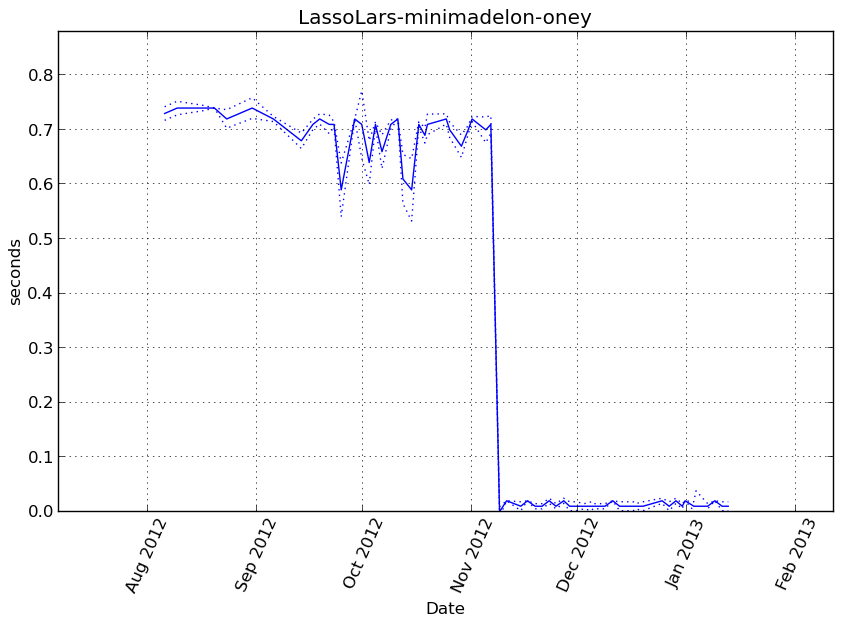 LassoLars-minimadelon-oney
0.8
0.7
0.6
0.5
0.4
0.3
0.2
0.1
0.0
seconds
Aug 2012
Sep 2012
Oct 2012
Nov 2012
Dec 2012
Jan 2013
Feb 2013
Date